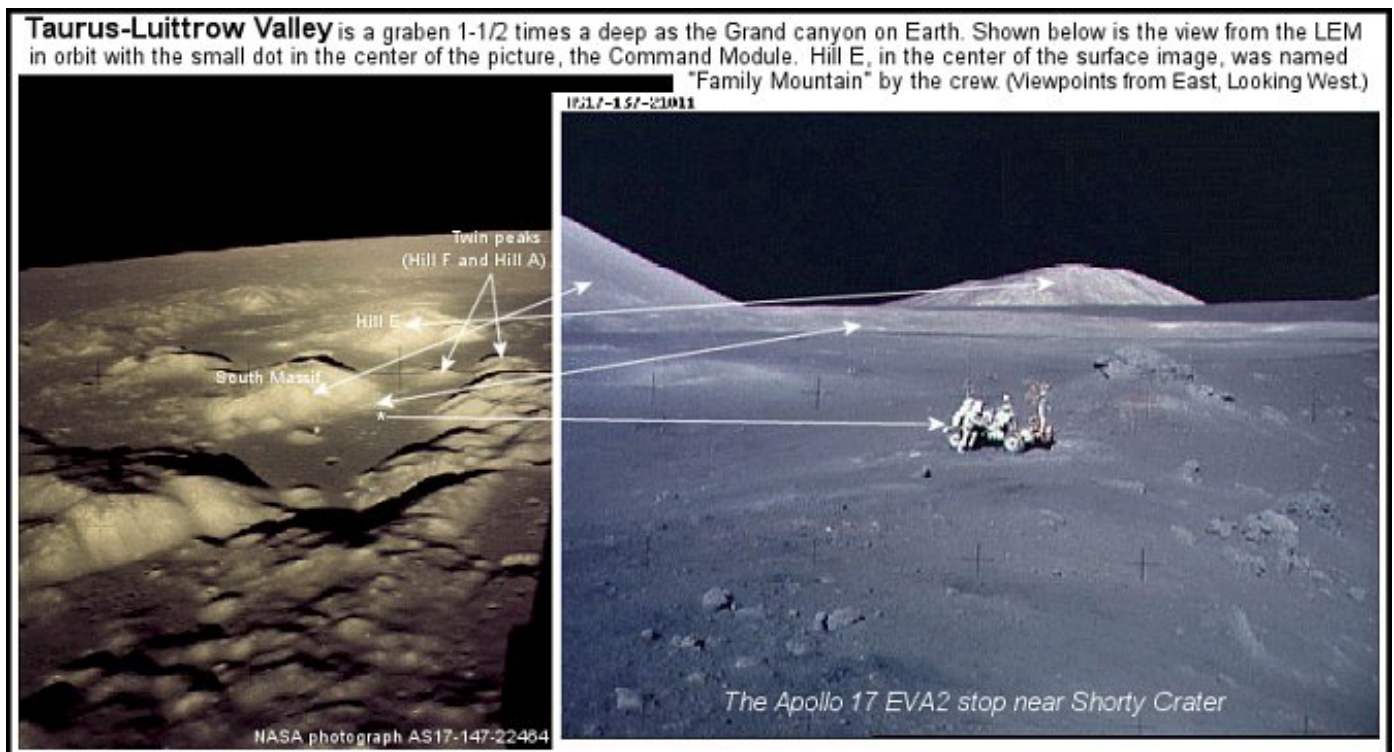 Taurus-Luittrow Valley is a graben 1-1/2 times a deep as the Grand canyon on Earth. Shown below is the view from the LEM
in orbit with the small dot in the center of the picture, the Command Module. Hill E, in the center of the surface image, was named
"Family Mountain" by the crew. (Viewpoints from East, Looking West.)
AS17-137-21011
Twin peaks
(Hill F and Hill A)
Hill E
South Massif
The Apollo 17 EVA2 stop near Shorty Crater
NASA photograph AS17-147-22464